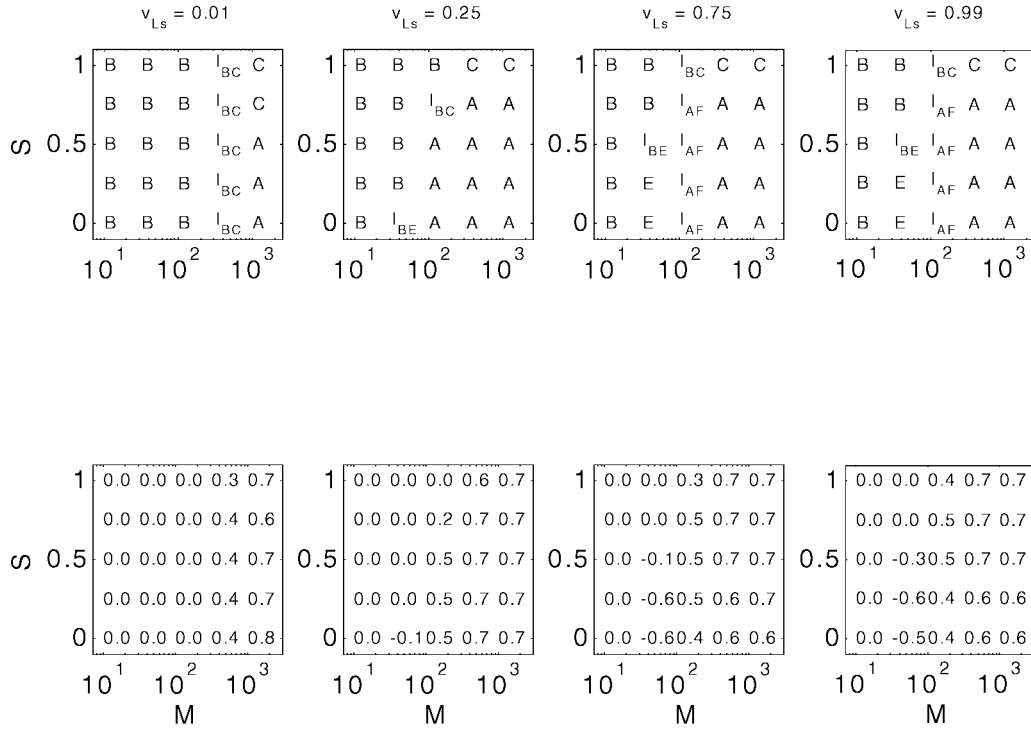 v_Ls = 0.01 v_Ls = 0.25 v_Ls = 0.75 v_Ls = 0.99
1 B B B I_BC C 1 B B B C C 1 B B I_BC C C 1 B B I_BC C C
B B B I_BC C B B I_BC A A B B I_AF A A B B I_AF A A
S 0.5 B B B I_BC A 0.5 B B A A A 0.5 B I_BE I_AF A A 0.5 B I_BE I_AF A A
B B B I_BC A B B A A A B E I_AF A A B E I_AF A A
0 B B B I_BC A 0 B I_BE A A A 0 B E I_AF A A 0 B E I_AF A A
10^1 10^2 10^3 10^1 10^2 10^3 10^1 10^2 10^3 10^1 10^2 10^3
1 0.0 0.0 0.0 0.3 0.7 1 0.0 0.0 0.0 0.6 0.7 1 0.0 0.0 0.3 0.7 0.7 1 0.0 0.0 0.4 0.7 0.7
0.0 0.0 0.0 0.4 0.6 0.0 0.0 0.2 0.7 0.7 0.0 0.0 0.5 0.7 0.7 0.0 0.0 0.5 0.7 0.7
S 0.5 0.0 0.0 0.0 0.4 0.7 0.5 0.0 0.0 0.5 0.7 0.7 0.5 0.0 -0.1 0.5 0.7 0.7 0.5 0.0 -0.3 0.5 0.7 0.7
0.0 0.0 0.0 0.4 0.7 0.0 0.0 0.5 0.7 0.7 0.0 -0.6 0.5 0.6 0.7 0.0 -0.6 0.4 0.6 0.6
0 0.0 0.0 0.0 0.4 0.8 0 0.0 -0.1 0.5 0.7 0.7 0 0.0 -0.6 0.4 0.6 0.6 0 0.0 -0.5 0.4 0.6 0.6
10^1 10^2 10^3 10^1 10^2 10^3 10^1 10^2 10^3 10^1 10^2 10^3
M M M M